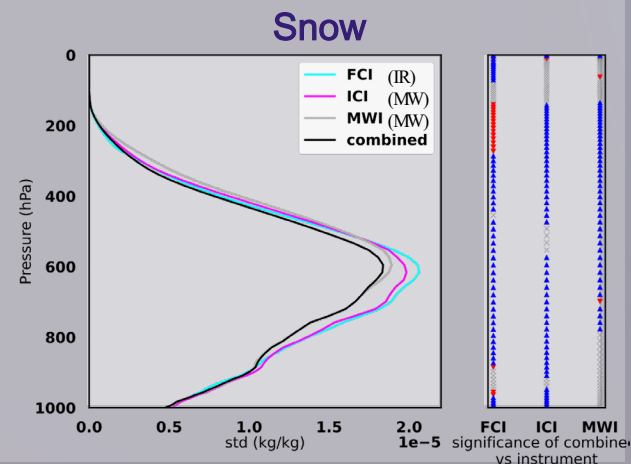 Snow
FCI (IR)
ICI (MW)
MWI (MW)
combined
0
200
400
600
800
1000
Pressure (hPa)
0.0 0.5 1.0 1.5 2.0
std (kg/kg) 1e−5
FCI ICI MWI
significance of combine
vs instrument